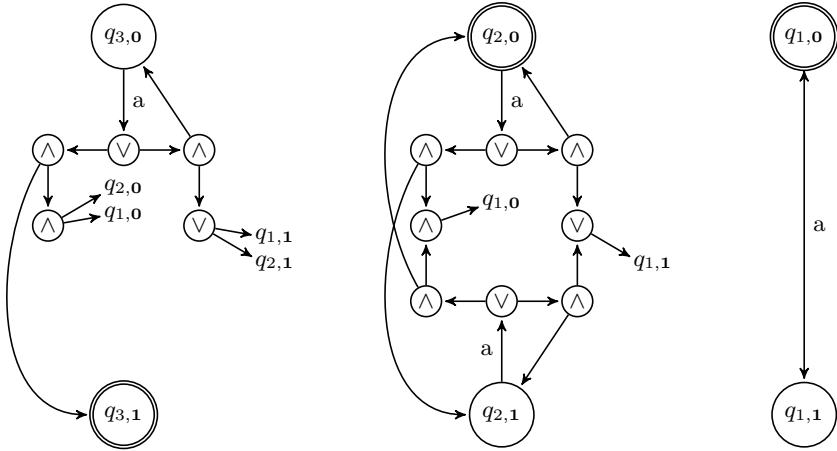 q₃,𝟎 q₂,𝟎 q₁,𝟎
a a
∧ ∨ ∧ ∧ ∨ ∧
q₂,𝟎
∧ q₁,𝟎 ∨ ∧ q₁,𝟎 ∨ a
q₁,𝟏
q₂,𝟏 q₁,𝟏
∧ ∨ ∧
a
q₃,𝟏 q₂,𝟏 q₁,𝟏